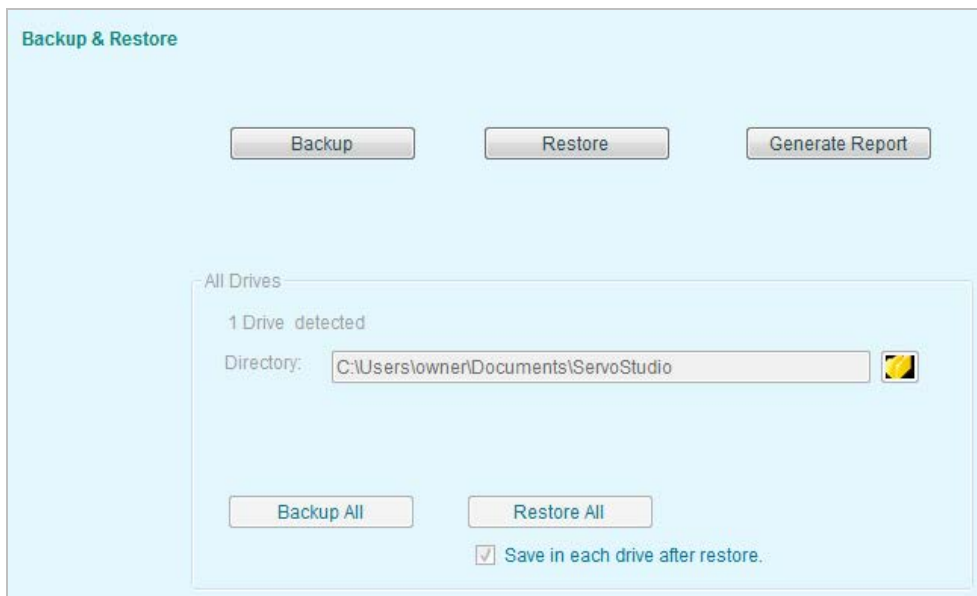 Backup & Restore
Backup Restore Generate Report
All Drives
1 Drive detected
Directory: C:\Users\owner\Documents\ServoStudio
Backup All Restore All
Save in each drive after restore.